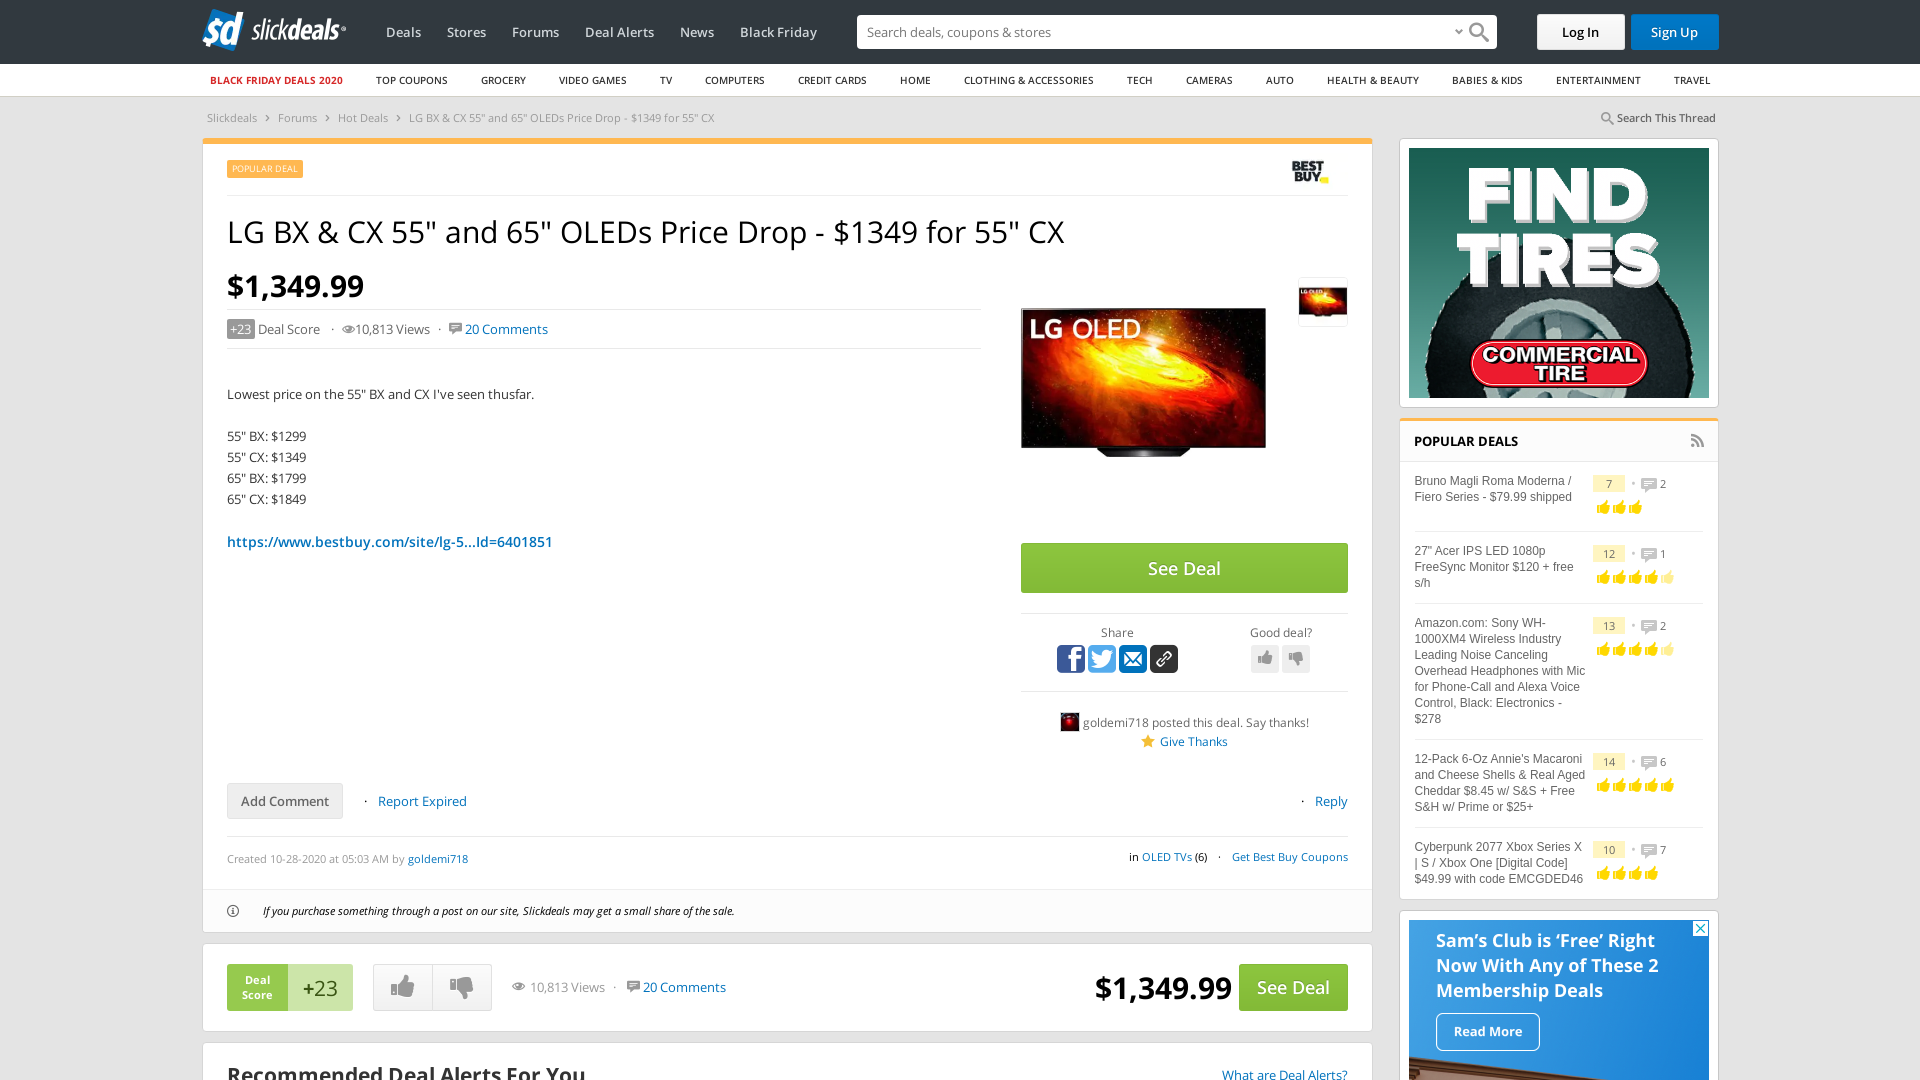 sd slickdeals
Deals
Stores
Forums
Deal Alerts
News
Black Friday
Search deals, coupons & stores
Log In
Sign Up
BLACK FRIDAY DEALS 2020
TOP COUPONS
GROCERY
VIDEO GAMES
TV
COMPUTERS
CREDIT CARDS
HOME
CLOTHING & ACCESSORIES
TECH
CAMERAS
AUTO
HEALTH & BEAUTY
BABIES & KIDS
ENTERTAINMENT
TRAVEL
Slickdeals › Forums › Hot Deals › LG BX & CX 55" and 65" OLEDs Price Drop - $1349 for 55" CX
Search This Thread
POPULAR DEAL
BEST
BUY
LG BX & CX 55" and 65" OLEDs Price Drop - $1349 for 55" CX
$1,349.99
+23 Deal Score · 10,813 Views · 20 Comments
Lowest price on the 55" BX and CX I've seen thusfar.
55" BX: $1299
55" CX: $1349
65" BX: $1799
65" CX: $1849
https://www.bestbuy.com/site/lg-5...Id=6401851
LG OLED
LG OLED
See Deal
Share
Good deal?
goldemi718 posted this deal. Say thanks!
Give Thanks
Add Comment
· Report Expired
· Reply
Created 10-28-2020 at 05:03 AM by goldemi718
in OLED TVs (6) · Get Best Buy Coupons
If you purchase something through a post on our site, Slickdeals may get a small share of the sale.
Deal
Score
+23
10,813 Views · 20 Comments
$1,349.99
See Deal
Recommended Deal Alerts For You
What are Deal Alerts?
FIND
TIRES
COMMERCIAL
TIRE
POPULAR DEALS
Bruno Magli Roma Moderna /
Fiero Series - $79.99 shipped
7 • 2
27" Acer IPS LED 1080p
FreeSync Monitor $120 + free
s/h
12 • 1
Amazon.com: Sony WH-
1000XM4 Wireless Industry
Leading Noise Canceling
Overhead Headphones with Mic
for Phone-Call and Alexa Voice
Control, Black: Electronics -
$278
13 • 2
12-Pack 6-Oz Annie's Macaroni
and Cheese Shells & Real Aged
Cheddar $8.45 w/ S&S + Free
S&H w/ Prime or $25+
14 • 6
Cyberpunk 2077 Xbox Series X
| S / Xbox One [Digital Code]
$49.99 with code EMCGDED46
10 • 7
Sam's Club is 'Free' Right
Now With Any of These 2
Membership Deals
Read More